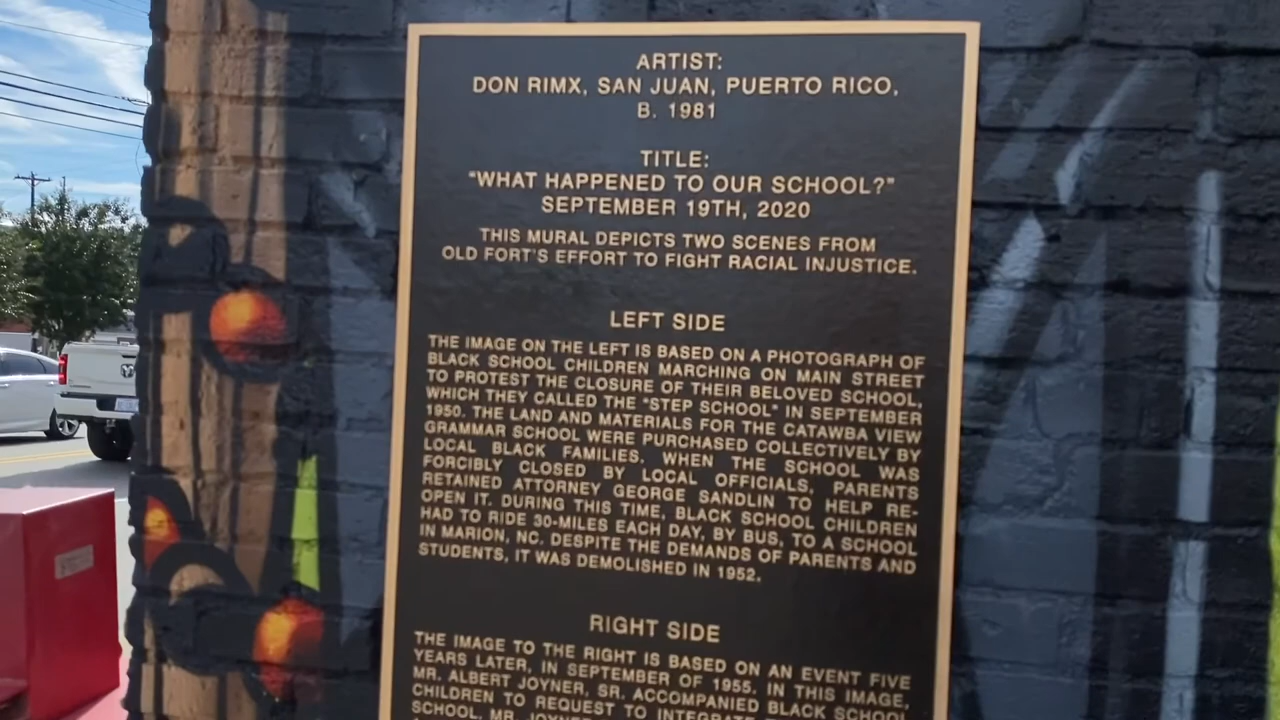 ARTIST:
DON RIMX, SAN JUAN, PUERTO RICO,
B. 1981
TITLE:
"WHAT HAPPENED TO OUR SCHOOL?"
SEPTEMBER 19TH, 2020
THIS MURAL DEPICTS TWO SCENES FROM
OLD FORT'S EFFORT TO FIGHT RACIAL INJUSTICE.
LEFT SIDE
THE IMAGE ON THE LEFT IS BASED ON A PHOTOGRAPH OF
BLACK SCHOOL CHILDREN MARCHING ON MAIN STREET
TO PROTEST THE CLOSURE OF THEIR BELOVED SCHOOL,
WHICH THEY CALLED THE "STEP SCHOOL" IN SEPTEMBER
1950. THE LAND AND MATERIALS FOR THE CATAWBA VIEW
GRAMMAR SCHOOL WERE PURCHASED COLLECTIVELY BY
LOCAL BLACK FAMILIES. WHEN THE SCHOOL WAS
FORCIBLY CLOSED BY LOCAL OFFICIALS, PARENTS
RETAINED ATTORNEY GEORGE SANDLIN TO HELP RE-
OPEN IT. DURING THIS TIME, BLACK SCHOOL CHILDREN
HAD TO RIDE 30-MILES EACH DAY, BY BUS, TO A SCHOOL
IN MARION, NC. DESPITE THE DEMANDS OF PARENTS AND
STUDENTS, IT WAS DEMOLISHED IN 1952.
RIGHT SIDE
THE IMAGE TO THE RIGHT IS BASED ON AN EVENT FIVE
YEARS LATER, IN SEPTEMBER OF 1955. IN THIS IMAGE,
MR. ALBERT JOYNER, SR. ACCOMPANIED BLACK SCHOOL
CHILDREN TO REQUEST TO INTEGRATE
SCHOOL. MR. JOYNER